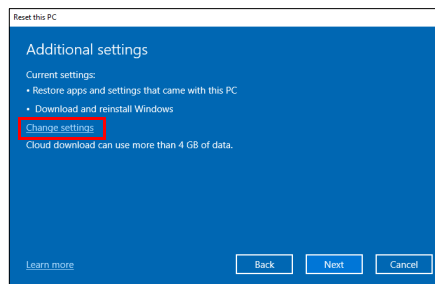 Reset this PC
Additional settings
Current settings:
• Restore apps and settings that came with this PC
• Download and reinstall Windows
Change settings
Cloud download can use more than 4 GB of data.
Learn more
Back
Next
Cancel